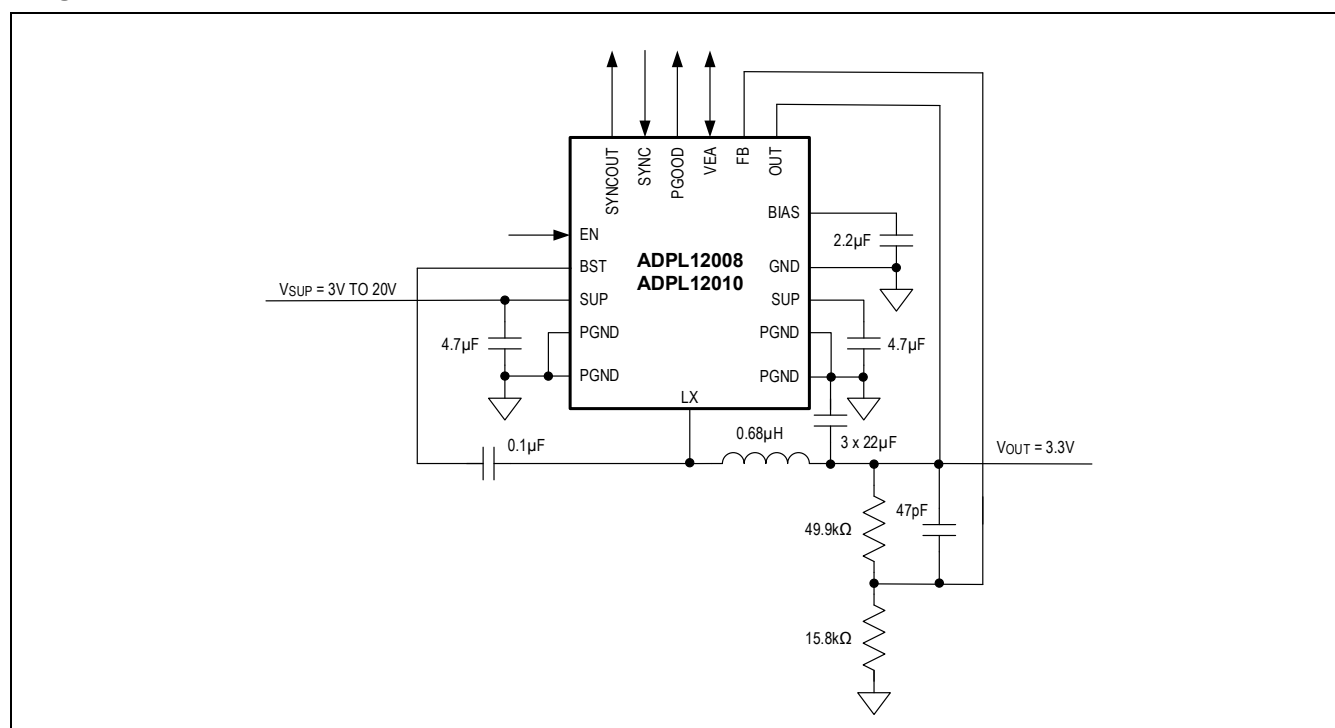 SYNCOUT
SYNC
PGOOD
VEA
FB
OUT
BIAS
2.2µF
EN
ADPL12008
ADPL12010
BST
GND
VSUP = 3V TO 20V
SUP
SUP
4.7µF
PGND
PGND
4.7µF
PGND
PGND
LX
0.1µF
0.68µH
3 x 22µF
VOUT = 3.3V
49.9kΩ
47pF
15.8kΩ